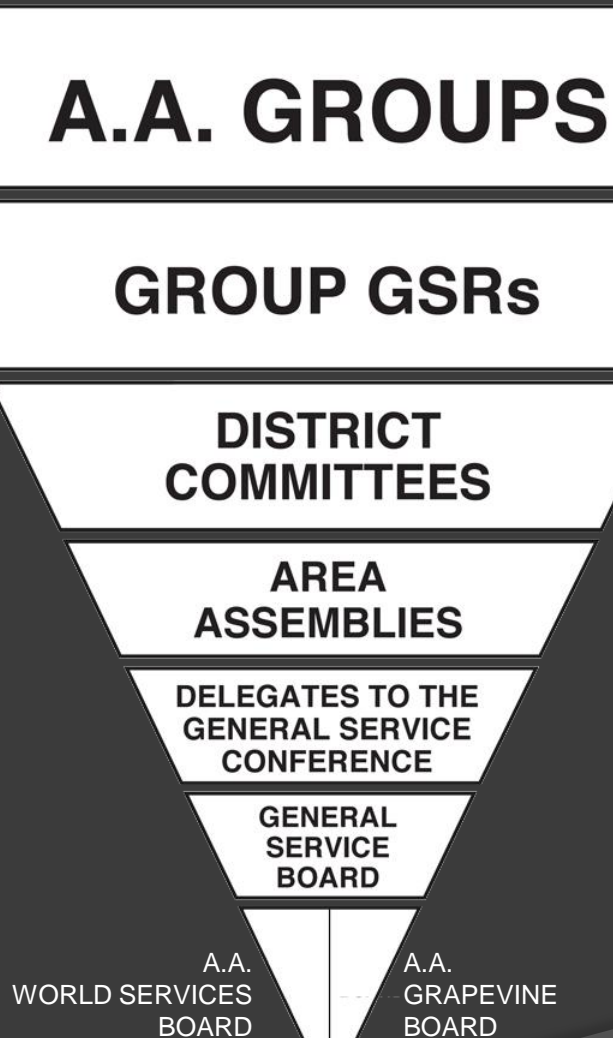 A.A. GROUPS
GROUP GSRs
DISTRICT
COMMITTEES
AREA
ASSEMBLIES
DELEGATES TO THE
GENERAL SERVICE
CONFERENCE
GENERAL
SERVICE
BOARD
A.A.
WORLD SERVICES
BOARD
A.A.
GRAPEVINE
BOARD